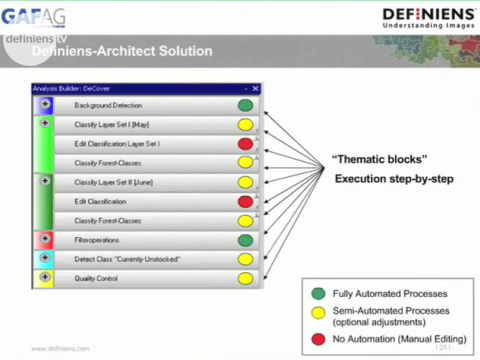 GAFAG
DEFINIENS
Understanding Images
definiens tv
Definiens-Architect Solution
Analysis Builder: DeCover
Background Detection
Classify Layer Set I [May]
Edit Classification Layer Set I
Classify Forest-Classes
Classify Layer Set II [June]
Edit Classification
Classify Forest-Classes
Filteroperations
Detect Class "Currently Unstocked"
Quality Control
"Thematic blocks"
Execution step-by-step
Fully Automated Processes
Semi-Automated Processes
(optional adjustments)
No Automation (Manual Editing)
www.definiens.com
| 29 |